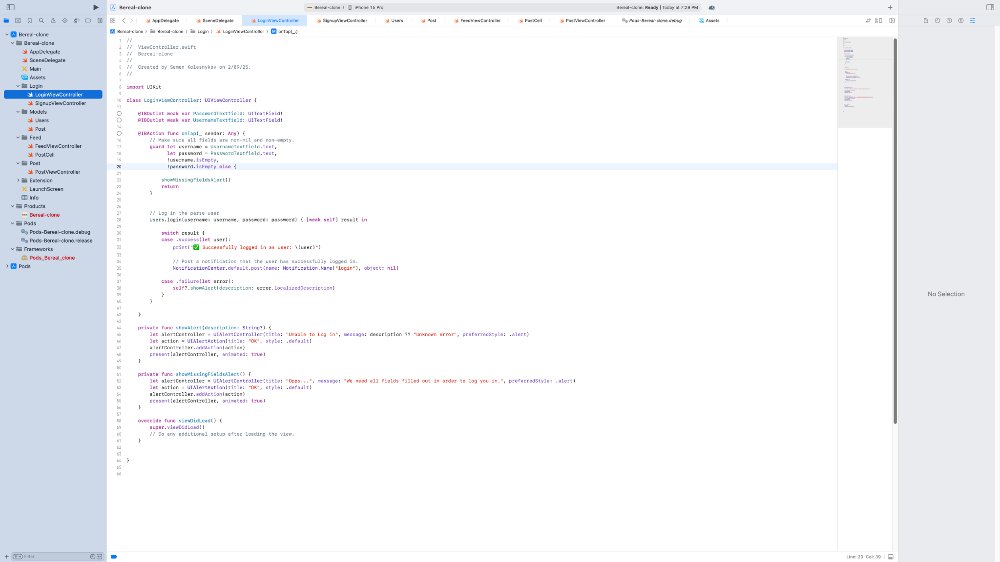 Bereal-clone
Bereal-clone
iPhone 15 Pro
Bereal-clone: Ready | Today at 7:29 PM
AppDelegate
SceneDelegate
LoginViewController
SignupViewController
Users
Post
FeedViewController
PostCell
PostViewController
Pods-Bereal-clone.debug
Assets
Bereal-clone
Bereal-clone
Login
LoginViewController
M onTap(_:)
Bereal-clone
Bereal-clone
AppDelegate
SceneDelegate
Main
Assets
Login
LoginViewController
SignupViewController
Models
Users
Post
Feed
FeedViewController
PostCell
Post
PostViewController
Extension
LaunchScreen
Info
Products
Bereal-clone
Pods
Pods-Bereal-clone.debug
Pods-Bereal-clone.release
Frameworks
Pods_Bereal_clone
Pods
Filter
1 //
2 //  ViewController.swift
3 //  Bereal-clone
4 //
5 //  Created by Semen Kolesnykov on 2/09/25.
6 //
7
8 import UIKit
9
10 class LoginViewController: UIViewController {
11
@IBOutlet weak var PasswordTextfield: UITextField!
@IBOutlet weak var UsernameTextfield: UITextField!
14
@IBAction func onTap(_ sender: Any) {
16 // Make sure all fields are non-nil and non-empty.
17 guard let username = UsernameTextfield.text,
18 let password = PasswordTextfield.text,
19 !username.isEmpty,
20 !password.isEmpty else {
21
22 showMissingFieldsAlert()
23 return
24 }
25
26
27 // Log in the parse user
28 Users.login(username: username, password: password) { [weak self] result in
29
30 switch result {
31 case .success(let user):
32 print("✅ Successfully logged in as user: \(user)")
33
34 // Post a notification that the user has successfully logged in.
35 NotificationCenter.default.post(name: Notification.Name("login"), object: nil)
36
37 case .failure(let error):
38 self?.showAlert(description: error.localizedDescription)
39 }
40 }
41
42 }
43
44 private func showAlert(description: String?) {
45 let alertController = UIAlertController(title: "Unable to Log in", message: description ?? "Unknown error", preferredStyle: .alert)
46 let action = UIAlertAction(title: "OK", style: .default)
47 alertController.addAction(action)
48 present(alertController, animated: true)
49 }
50
51 private func showMissingFieldsAlert() {
52 let alertController = UIAlertController(title: "Opps...", message: "We need all fields filled out in order to log you in.", preferredStyle: .alert)
53 let action = UIAlertAction(title: "OK", style: .default)
54 alertController.addAction(action)
55 present(alertController, animated: true)
56 }
57
58 override func viewDidLoad() {
59 super.viewDidLoad()
60 // Do any additional setup after loading the view.
61 }
62
63
64 }
65
66
No Selection
Line: 20 Col: 39